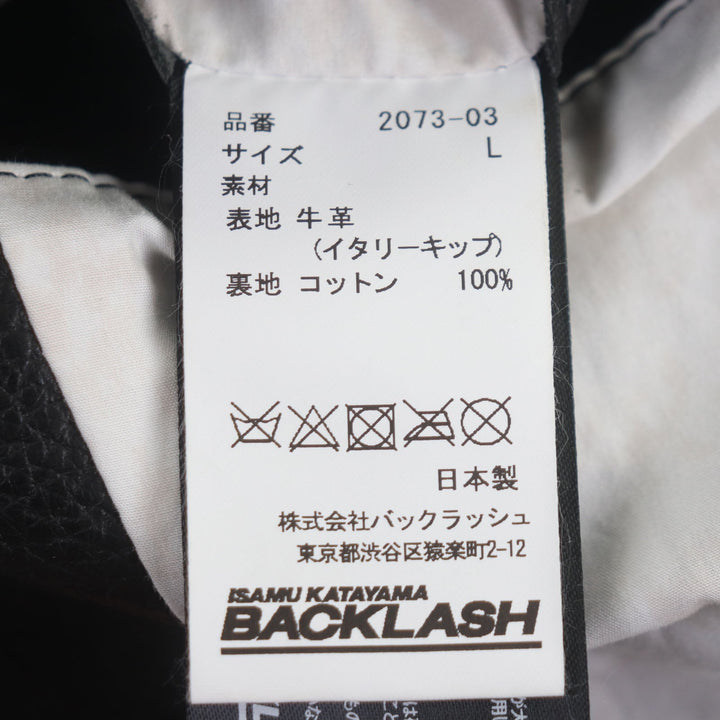 品番 2073-03
サイズ L
素材
表地 牛革
(イタリーキップ)
裏地 コットン 100%
日本製
株式会社バックラッシュ
東京都渋谷区猿楽町2-12
ISAMU KATAYAMA
BACKLASH